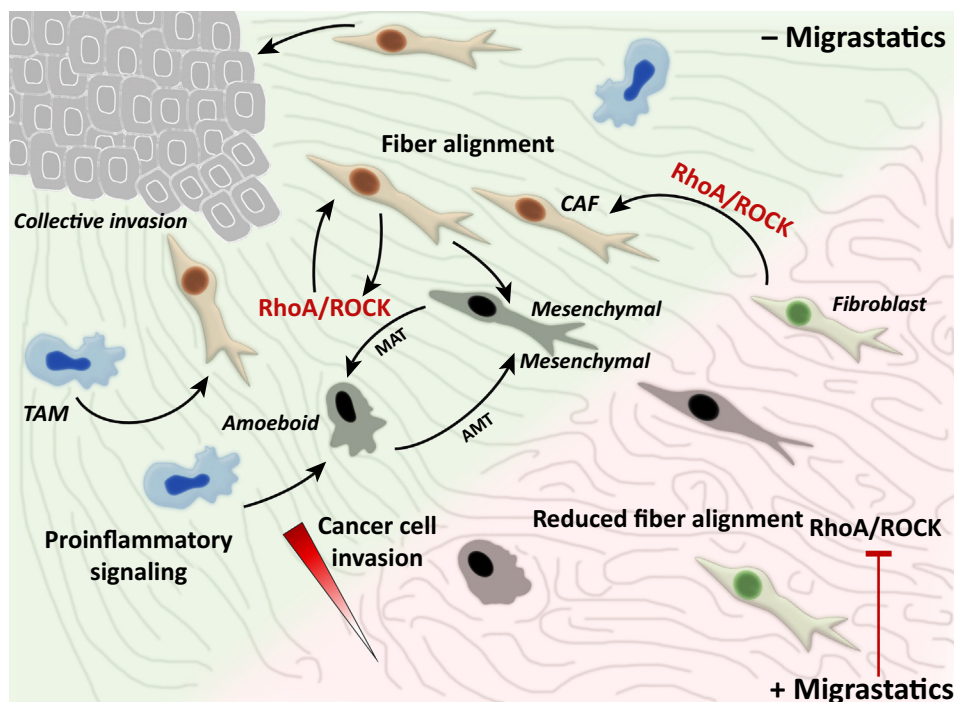 – Migrastatics
Fiber alignment
RhoA/ROCK
CAF
Collective invasion
RhoA/ROCK
Mesenchymal
Fibroblast
MAT
Mesenchymal
TAM
Amoeboid
AMT
Proinflammatory
signaling
Cancer cell
invasion
Reduced fiber alignment
RhoA/ROCK
+ Migrastatics